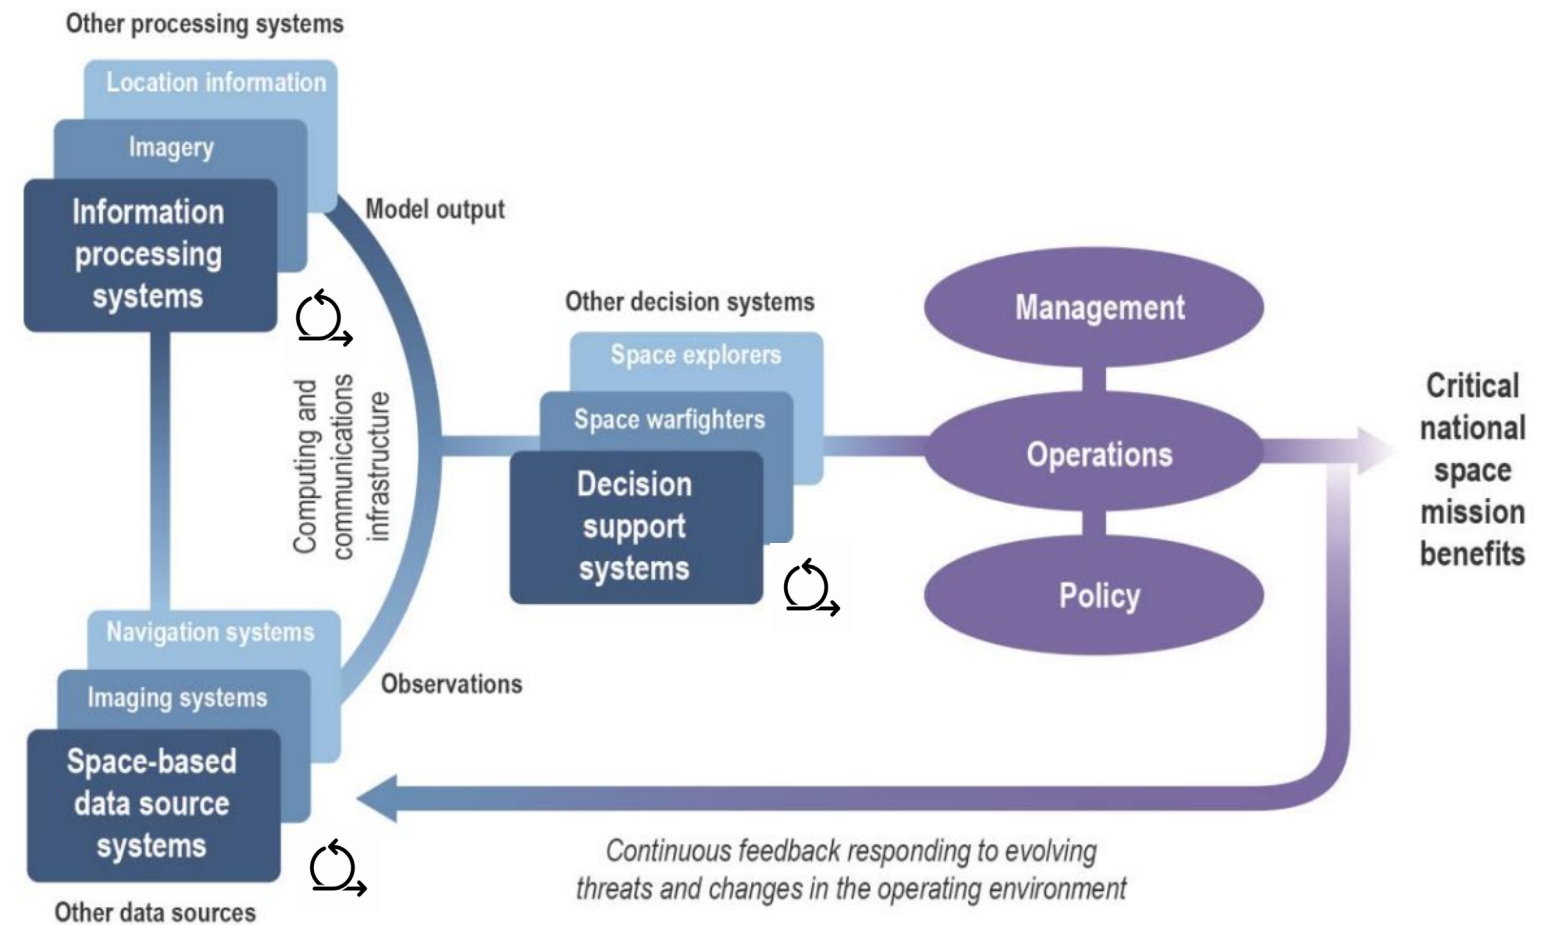 Other processing systems
Location information
Imagery
Information
processing
systems
Model output
Computing and
communications
infrastructure
Other decision systems
Space explorers
Space warfighters
Decision
support
systems
Management
Operations
Policy
Critical
national
space
mission
benefits
Navigation systems
Imaging systems
Space-based
data source
systems
Other data sources
Observations
Continuous feedback responding to evolving
threats and changes in the operating environment